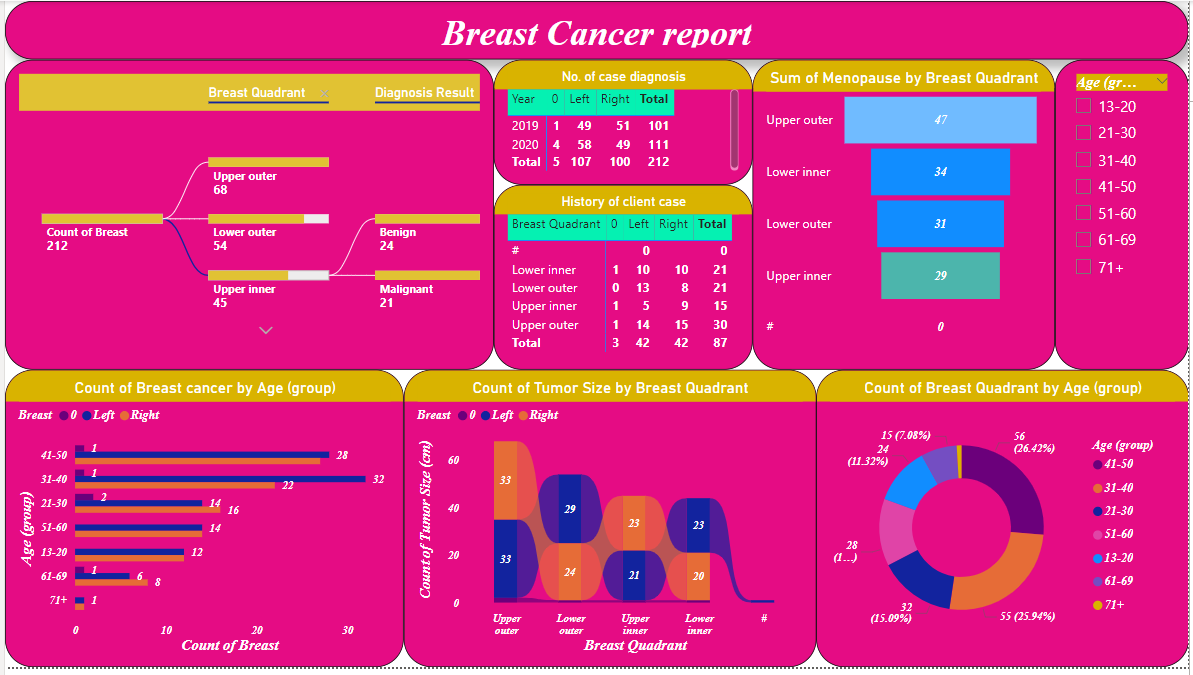 Breast Cancer report
Breast Quadrant ×
Diagnosis Result
Count of Breast
212
Upper outer
68
Lower outer
54
Upper inner
45
Benign
24
Malignant
21
No. of case diagnosis
Year 0 Left Right Total
2019 1 49 51 101
2020 4 58 49 111
Total 5 107 100 212
History of client case
Breast Quadrant 0 Left Right Total
# 0 0
Lower inner 1 10 10 21
Lower outer 0 13 8 21
Upper inner 1 5 9 15
Upper outer 1 14 15 30
Total 3 42 42 87
Sum of Menopause by Breast Quadrant
Upper outer 47
Lower inner 34
Lower outer 31
Upper inner 29
# 0
Age (gr...
13-20
21-30
31-40
41-50
51-60
61-69
71+
Count of Breast cancer by Age (group)
Breast 0 Left Right
Age (group)
41-50 1 28
31-40 1 32 22
21-30 2 14 16
51-60 14
13-20 12
61-69 1 6 8
71+ 1
0 10 20 30
Count of Breast
Count of Tumor Size by Breast Quadrant
Breast 0 Left Right
Count of Tumor Size (cm)
60
40
20
0
33 33
29 24
23 21
23 20
Upper outer
Lower outer
Upper inner
Lower inner
#
Breast Quadrant
Count of Breast Quadrant by Age (group)
56 (26.42%)
55 (25.94%)
32 (15.09%)
28 (1...)
24 (11.32%)
15 (7.08%)
Age (group)
41-50
31-40
21-30
51-60
13-20
61-69
71+